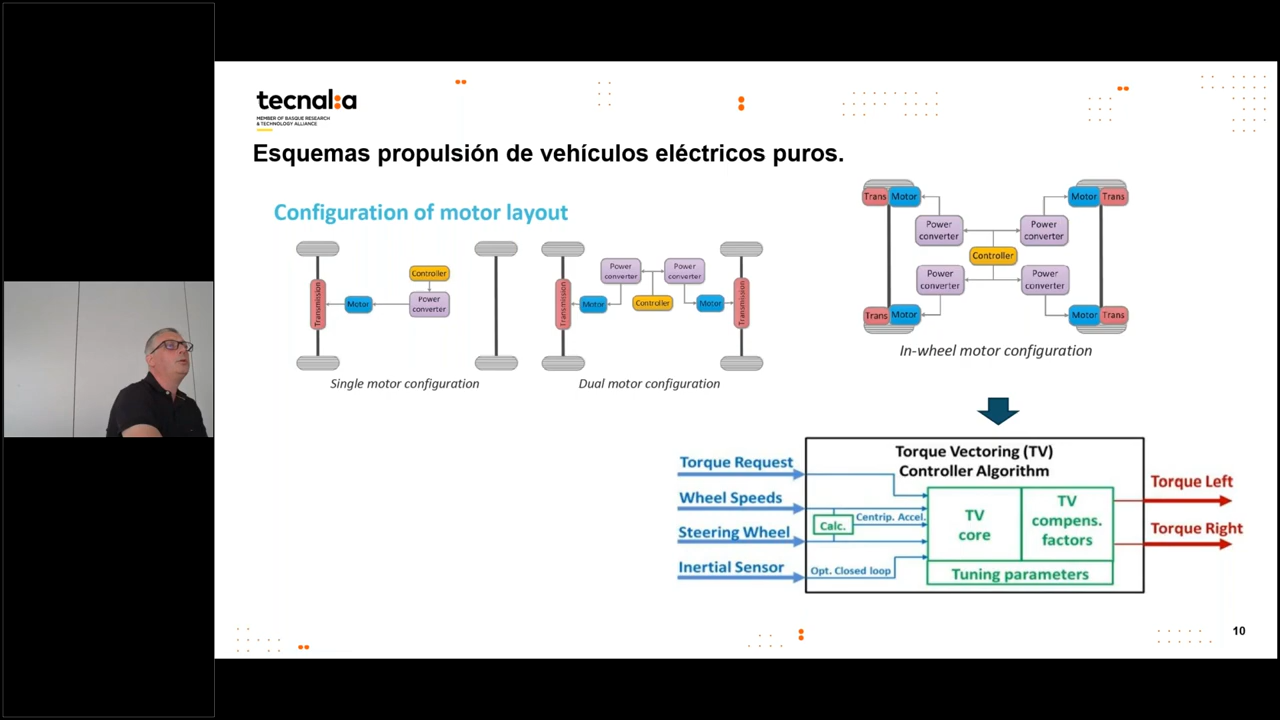 tecnal:a
MEMBER OF BASQUE RESEARCH
& TECHNOLOGY ALLIANCE
Esquemas propulsión de vehículos eléctricos puros.
Configuration of motor layout
Transmission
Motor
Controller
Power
converter
Single motor configuration
Transmission
Motor
Power
converter
Power
converter
Controller
Motor
Transmission
Dual motor configuration
Trans
Motor
Motor
Trans
Power
converter
Power
converter
Controller
Power
converter
Power
converter
Trans
Motor
Motor
Trans
In-wheel motor configuration
Torque Request
Wheel Speeds
Steering Wheel
Inertial Sensor
Torque Vectoring (TV)
Controller Algorithm
Calc.
Centrip. Accel.
Opt. Closed loop
TV
core
TV
compens.
factors
Tuning parameters
Torque Left
Torque Right
10